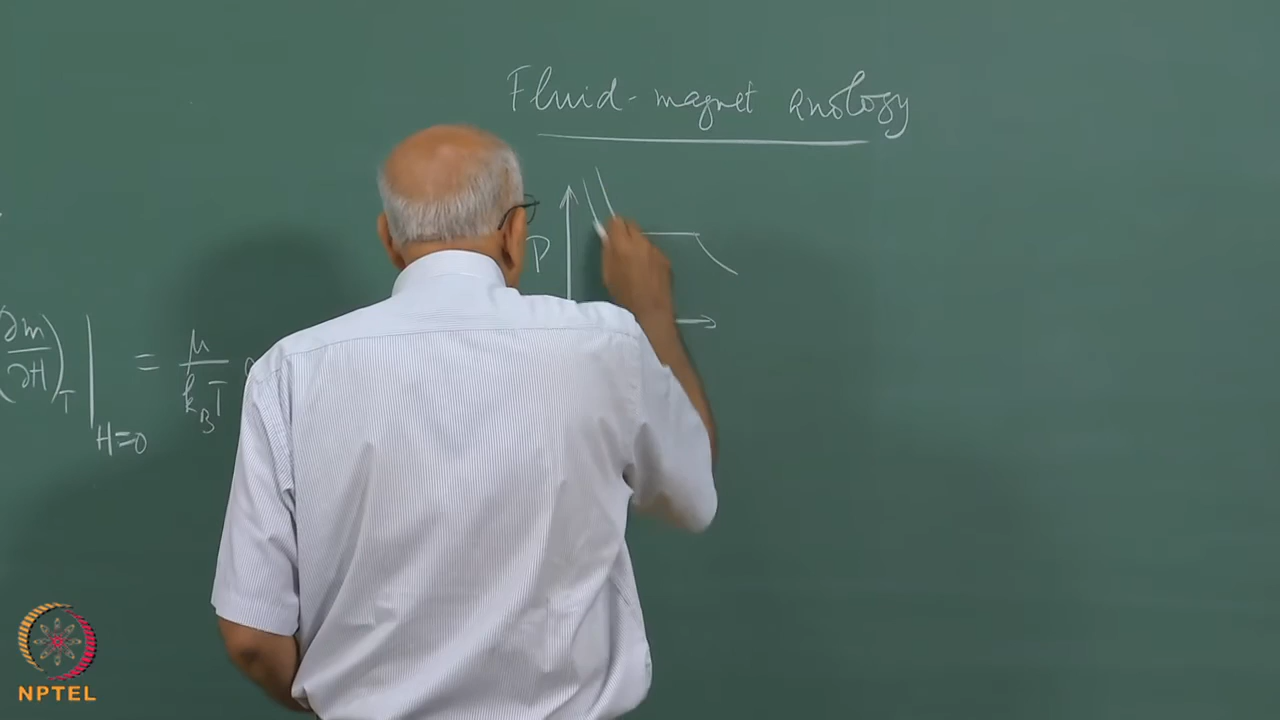 Fluid-magnet analogy
P
(∂m/∂H)_T |_{H=0} = μ/k_B T
NPTEL